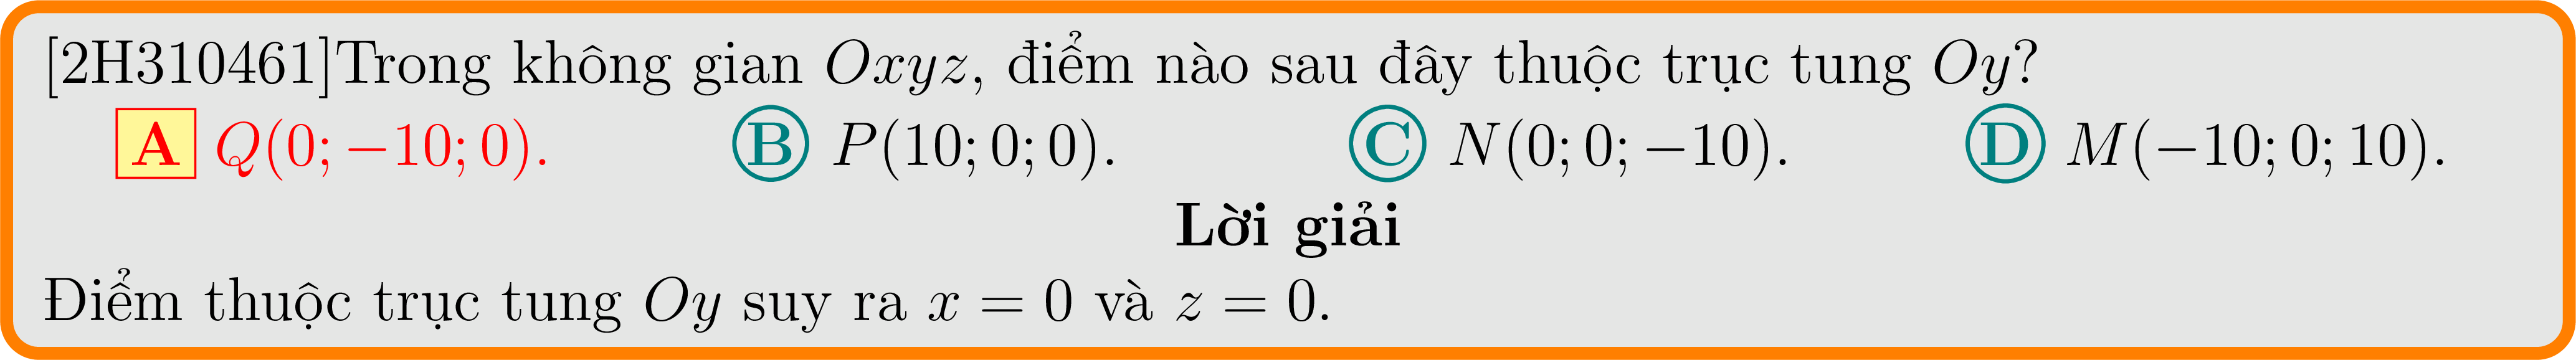 [2H310461]Trong không gian Oxyz, điểm nào sau đây thuộc trục tung Oy?
A Q(0; −10; 0). B P(10; 0; 0). C N(0; 0; −10). D M(−10; 0; 10).
Lời giải
Điểm thuộc trục tung Oy suy ra x = 0 và z = 0.